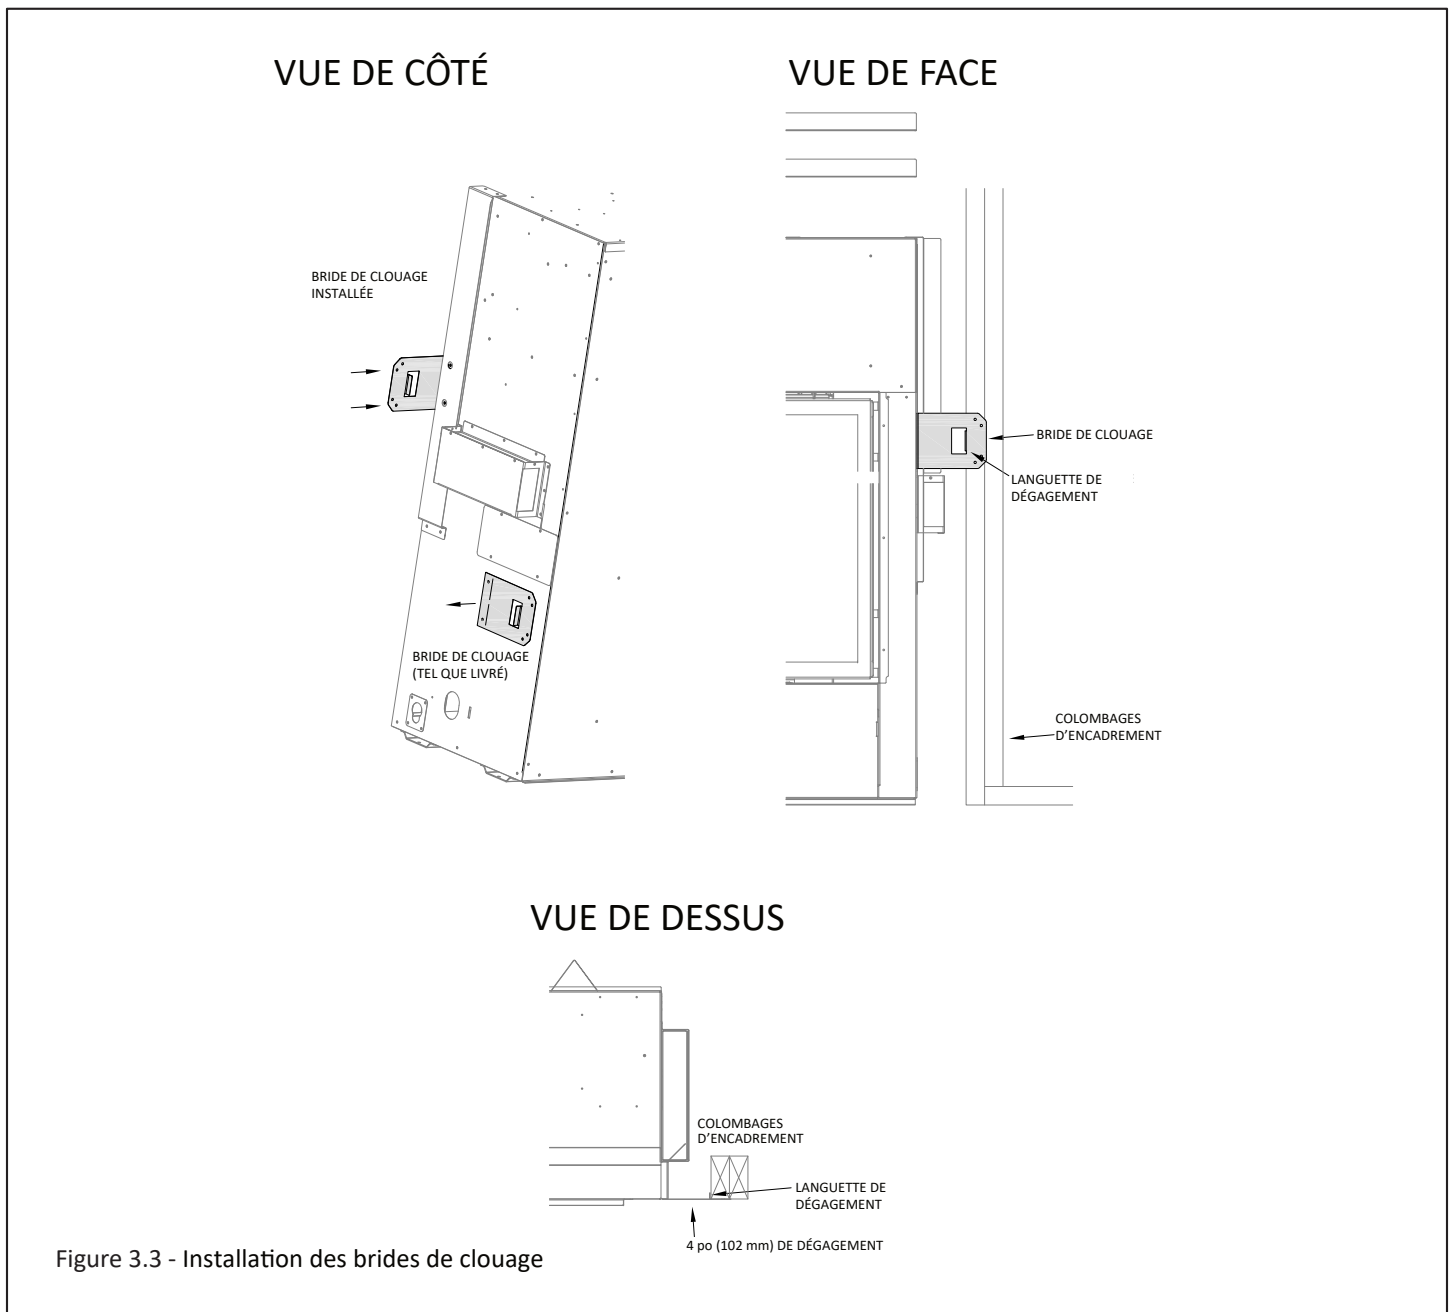 VUE DE CÔTÉ
VUE DE FACE
BRIDE DE CLOUAGE
INSTALLÉE
BRIDE DE CLOUAGE
LANGUETTE DE
DÉGAGEMENT
BRIDE DE CLOUAGE
(TEL QUE LIVRÉ)
COLOMBAGES
D'ENCADREMENT
VUE DE DESSUS
COLOMBAGES
D'ENCADREMENT
LANGUETTE DE
DÉGAGEMENT
4 po (102 mm) DE DÉGAGEMENT
Figure 3.3 - Installation des brides de clouage